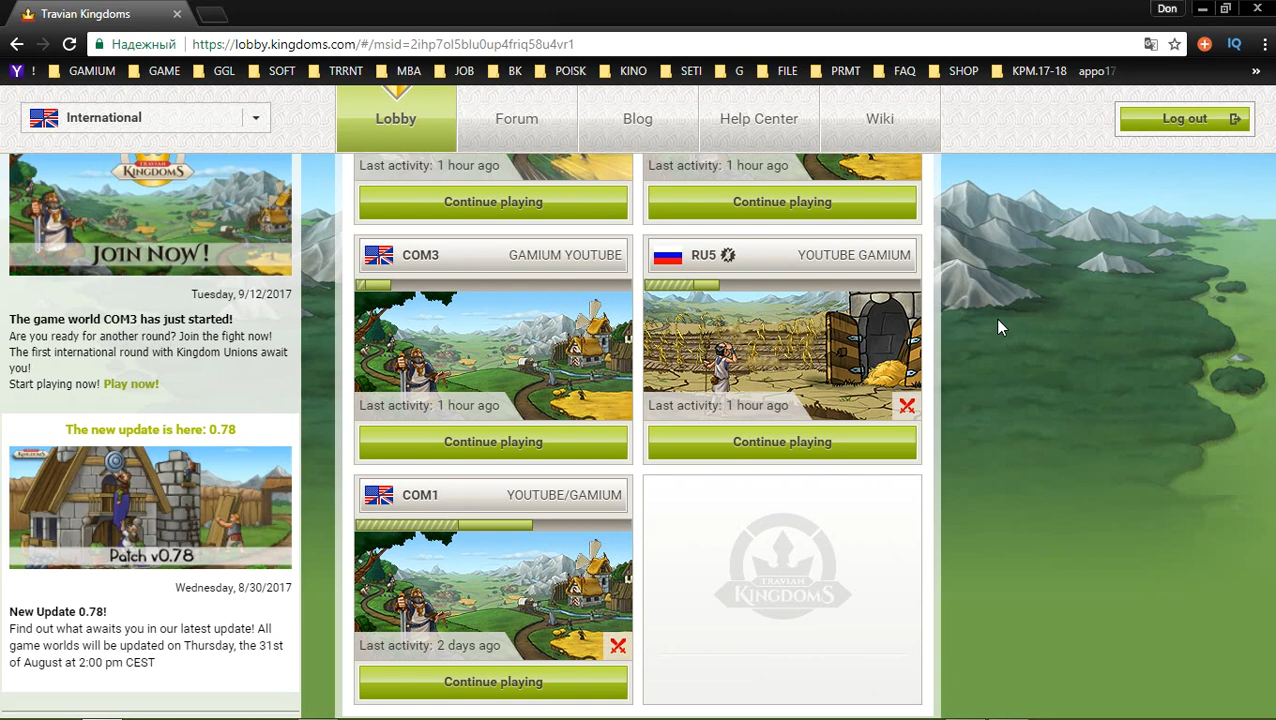 Travian Kingdoms
Don
Надежный
https://lobby.kingdoms.com/#/msid=2ihp7ol5blu0up4friq58u4vr1
! GAMIUM GAME GGL SOFT TRRNT MBA JOB BK POISK KINO SETI G FILE PRMT FAQ SHOP KPM.17-18 appo17
International
Lobby
Forum
Blog
Help Center
Wiki
Log out
TRAVIAN
KINGDOMS
JOIN NOW!
Tuesday, 9/12/2017
The game world COM3 has just started!
Are you ready for another round? Join the fight now!
The first international round with Kingdom Unions await
you!
Start playing now! Play now!
The new update is here: 0.78
Patch v0.78
Wednesday, 8/30/2017
New Update 0.78!
Find out what awaits you in our latest update! All
game worlds will be updated on Thursday, the 31st
of August at 2:00 pm CEST
Last activity: 1 hour ago
Continue playing
Last activity: 1 hour ago
Continue playing
COM3 GAMIUM YOUTUBE
Last activity: 1 hour ago
Continue playing
RU5 YOUTUBE GAMIUM
Last activity: 1 hour ago
Continue playing
COM1 YOUTUBE/GAMIUM
Last activity: 2 days ago
Continue playing
TRAVIAN
KINGDOMS